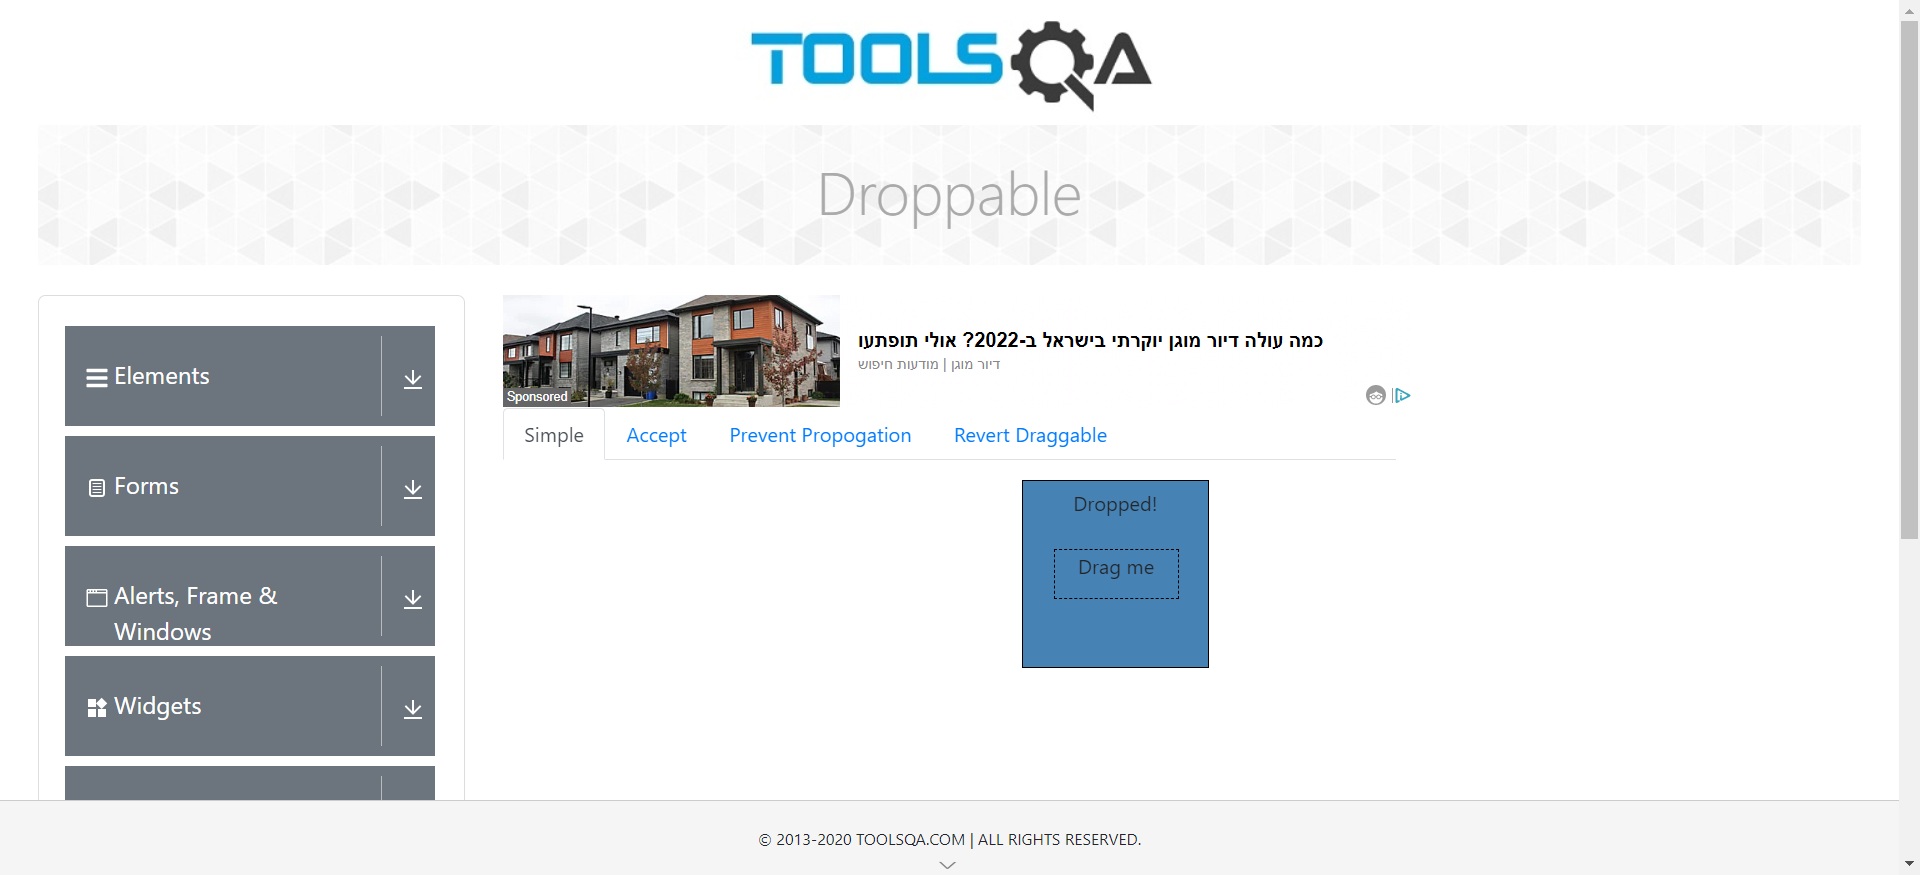 TOOLSQA
Droppable
Elements
Forms
Alerts, Frame &
Windows
Widgets
כמה עולה דיור מוגן יוקרתי בישראל ב-2022? אולי תופתעו
דיור מוגן | מודעות חיפוש
Sponsored
Simple
Accept
Prevent Propogation
Revert Draggable
Dropped!
Drag me
© 2013-2020 TOOLSQA.COM | ALL RIGHTS RESERVED.